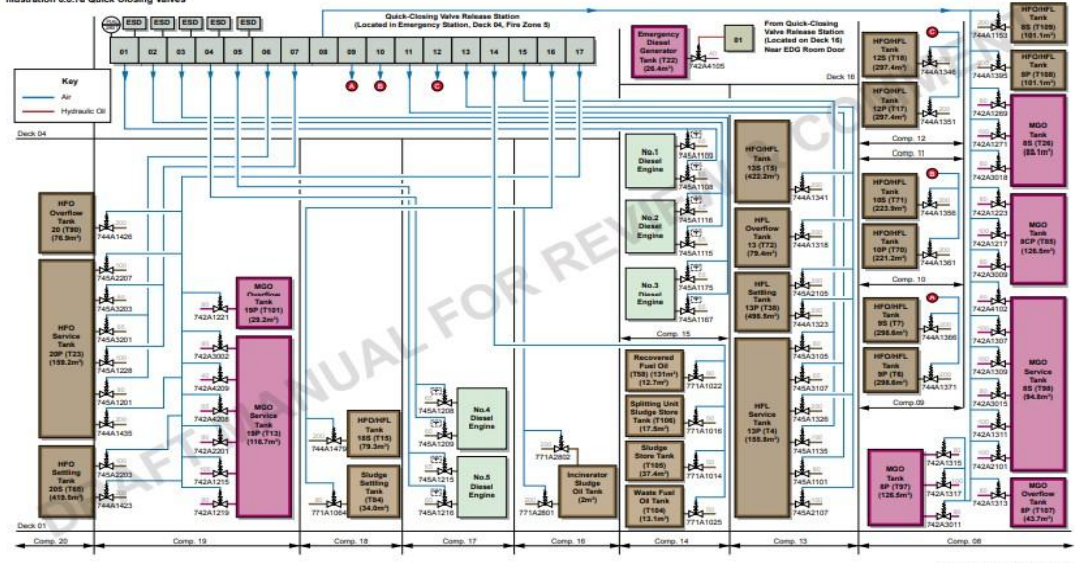 Illustration 6.3.1a Quick Closing Valves
ESD ESD ESD ESD ESD
Quick-Closing Valve Release Station
(Located in Emergency Station, Deck 04, Fire Zone 5)
01 02 03 04 05 06 07 08 09 10 11 12 13 14 15 16 17
A B C
Key
Air
Hydraulic Oil
Deck 04
Emergency
Diesel
Generator
Tank (T22)
(26.4m³)
742A4105
01
From Quick-Closing
Valve Release Station
(Located on Deck 16)
Near EDG Room Door
Deck 16
HFO
Overflow
Tank
20 (T90)
(76.9m³)
744A1426
745A2207
745A3203
745A3201
745A1228
745A1201
744A1435
745A2203
744A1423
HFO
Service
Tank
20P (T23)
(159.2m³)
HFO
Settling
Tank
20S (T68)
(419.5m³)
Deck 01
MGO
Overflow
Tank
19P (T101)
(29.2m³)
742A1221
742A3002
742A4209
742A4208
742A2201
742A1215
742A1219
MGO
Service
Tank
19P (T13)
(118.7m³)
HFO/HFL
Tank
18S (T15)
(79.3m³)
744A1479
Sludge
Settling
Tank
(T84)
(34.0m³)
771A1064
745A1208
745A1209
No.4
Diesel
Engine
745A1215
745A1216
No.5
Diesel
Engine
771A2802
771A2801
Incinerator
Sludge
Oil Tank
(2m³)
No.1
Diesel
Engine
745A1109
745A1108
No.2
Diesel
Engine
745A1116
745A1115
No.3
Diesel
Engine
745A1175
745A1167
Comp. 15
Recovered
Fuel Oil
(T58) (131m³)
(12.7m³)
771A1022
Splitting Unit
Sludge Store
Tank (T106)
(17.5m³)
771A1016
Sludge
Store Tank
(T105)
(37.4m³)
771A1014
Waste Fuel
Oil Tank
(T104)
(13.1m³)
771A1025
HFO/HFL
Tank
13S (T5)
(422.2m³)
744A1341
HFL
Overflow
Tank
13 (T72)
(79.4m³)
744A1318
HFL
Settling
Tank
13P (T38)
(499.5m³)
745A2105
744A1323
HFL
Service
Tank
13P (T4)
(155.8m³)
745A3105
745A3107
745A1326
745A1135
745A1101
745A2107
C
HFO/HFL
Tank
12S (T18)
(297.4m³)
744A1346
HFO/HFL
Tank
12P (T17)
(297.4m³)
744A1351
Comp. 12
Comp. 11
B
HFO/HFL
Tank
10S (T71)
(223.9m³)
744A1356
HFO/HFL
Tank
10P (T70)
(221.2m³)
744A1361
Comp. 10
A
HFO/HFL
Tank
9S (T7)
(298.6m³)
744A1366
HFO/HFL
Tank
9P (T6)
(298.6m³)
744A1371
Comp.09
MGO
Tank
8P (T97)
(126.5m³)
742A1315
742A1317
742A3011
HFO/HFL
Tank
8S (T109)
(101.1m³)
744A1153
HFO/HFL
Tank
8P (T108)
(101.1m³)
744A1395
742A1269
742A1271
742A3018
MGO
Tank
8S (T26)
742A1223
742A1217
742A3009
MGO
Tank
8CP (T85)
(126.5m³)
742A4102
742A1307
742A1309
742A3015
742A1311
742A2101
742A1313
MGO
Service
Tank
8S (T98)
(94.8m³)
MGO
Overflow
Tank
8P (T107)
(43.7m³)
Comp. 20 Comp. 19 Comp. 18 Comp. 17 Comp. 16 Comp. 14 Comp. 13 Comp. 08
DRAFT MANUAL FOR REVIEW & COMMENT